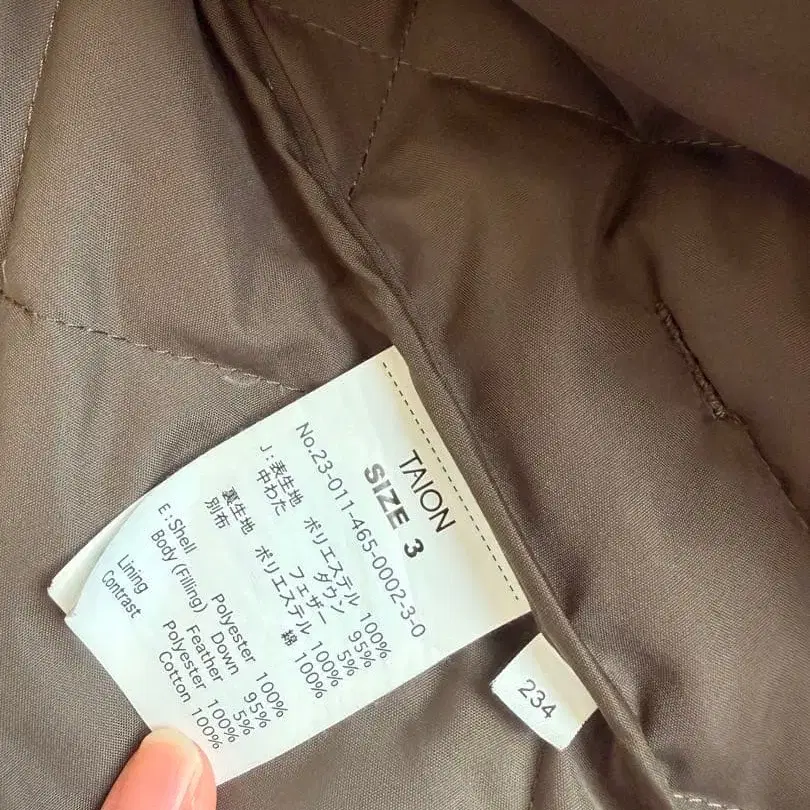 TAION
SIZE 3
No.23-011-465-0002-3-0
J:表生地 ポリエステル 100%
中わた ダウン 95%
フェザー 5%
裏生地 ポリエステル 100%
別布 綿 100%
E:Shell Polyester 100%
Body (Filling) Down 95%
Feather 5%
Lining Polyester 100%
Contrast Cotton 100%
234